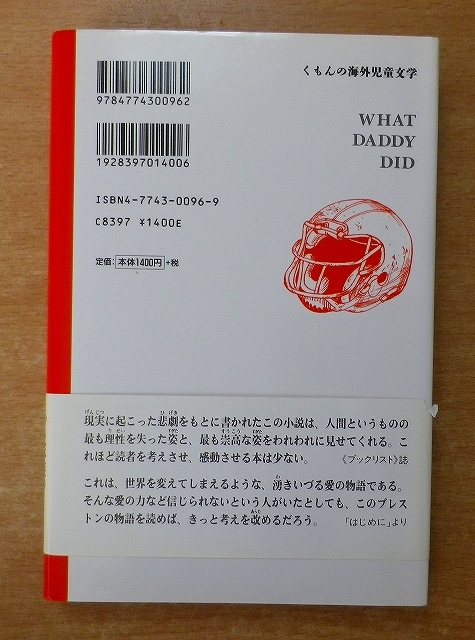 くもんの海外児童文学
WHAT
DADDY
DID
9784774300962
1928397014006
ISBN4-7743-0096-9
C8397 ¥1400E
定価：本体1400円+税
現実に起こった悲劇をもとに書かれたこの小説は、人間というものの
最も理性を失った姿と、最も崇高な姿をわれわれに見せてくれる。こ
れほど読者を考えさせ、感動させる本は少ない。 《ブックリスト》誌
これは、世界を変えてしまえるような、湧きいづる愛の物語である。
そんな愛の力など信じられないという人がいたとしても、このプレス
トンの物語を読めば、きっと考えを改めるだろう。 「はじめに」より